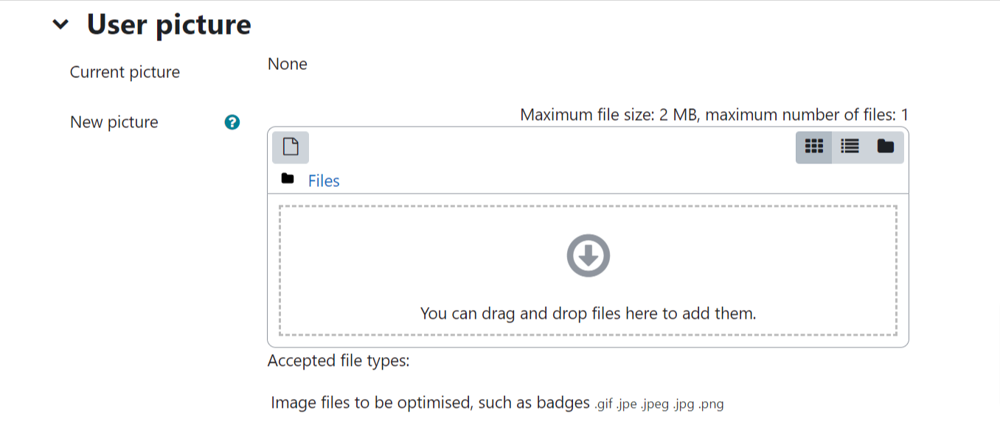 User picture
Current picture
None
New picture
?
Maximum file size: 2 MB, maximum number of files: 1
Files
You can drag and drop files here to add them.
Accepted file types:
Image files to be optimised, such as badges .gif .jpe .jpeg .jpg .png